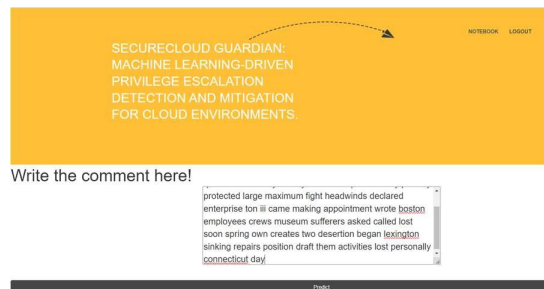 NOTEBOOK LOGOUT
SECURECLOUD GUARDIAN:
MACHINE LEARNING-DRIVEN
PRIVILEGE ESCALATION
DETECTION AND MITIGATION
FOR CLOUD ENVIRONMENTS.
Write the comment here!
protected large maximum fight headwinds declared
enterprise ton iii came making appointment wrote boston
employees crews museum sufferers asked called lost
soon spring own creates two desertion began lexington
sinking repairs position draft them activities lost personally
connecticut day
Predict